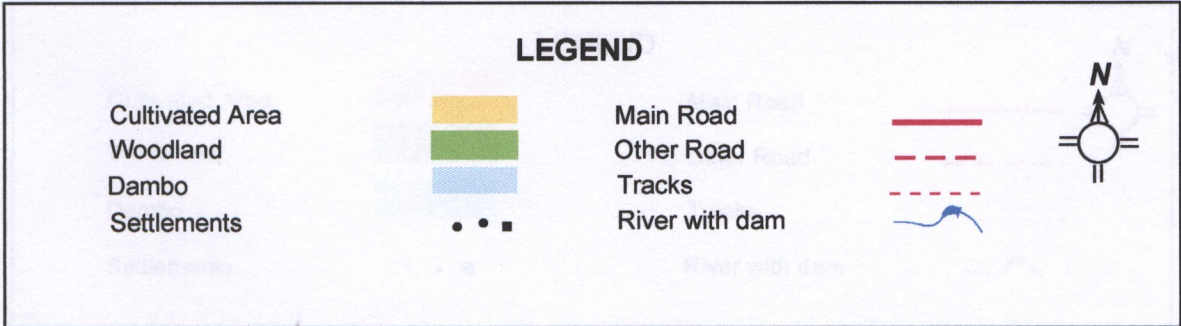 LEGEND
N
Cultivated Area
Main Road
Woodland
Other Road
Dambo
Tracks
Settlements
River with dam